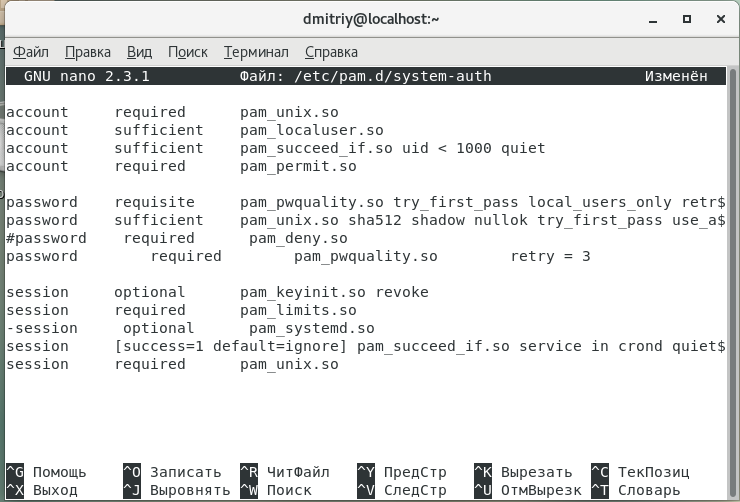 dmitriy@localhost:~
Файл Правка Вид Поиск Терминал Справка
GNU nano 2.3.1 Файл: /etc/pam.d/system-auth Изменён
account required pam_unix.so
account sufficient pam_localuser.so
account sufficient pam_succeed_if.so uid < 1000 quiet
account required pam_permit.so
password requisite pam_pwquality.so try_first_pass local_users_only retr$
password sufficient pam_unix.so sha512 shadow nullok try_first_pass use_a$
#password required pam_deny.so
password required pam_pwquality.so retry = 3
session optional pam_keyinit.so revoke
session required pam_limits.so
-session optional pam_systemd.so
session [success=1 default=ignore] pam_succeed_if.so service in crond quiet$
session required pam_unix.so
^G Помощь ^O Записать ^R ЧитФайл ^Y ПредСтр ^K Вырезать ^C ТекПозиц
^X Выход ^J Выровнять ^W Поиск ^V СледСтр ^U ОтмВырезк ^T Словарь